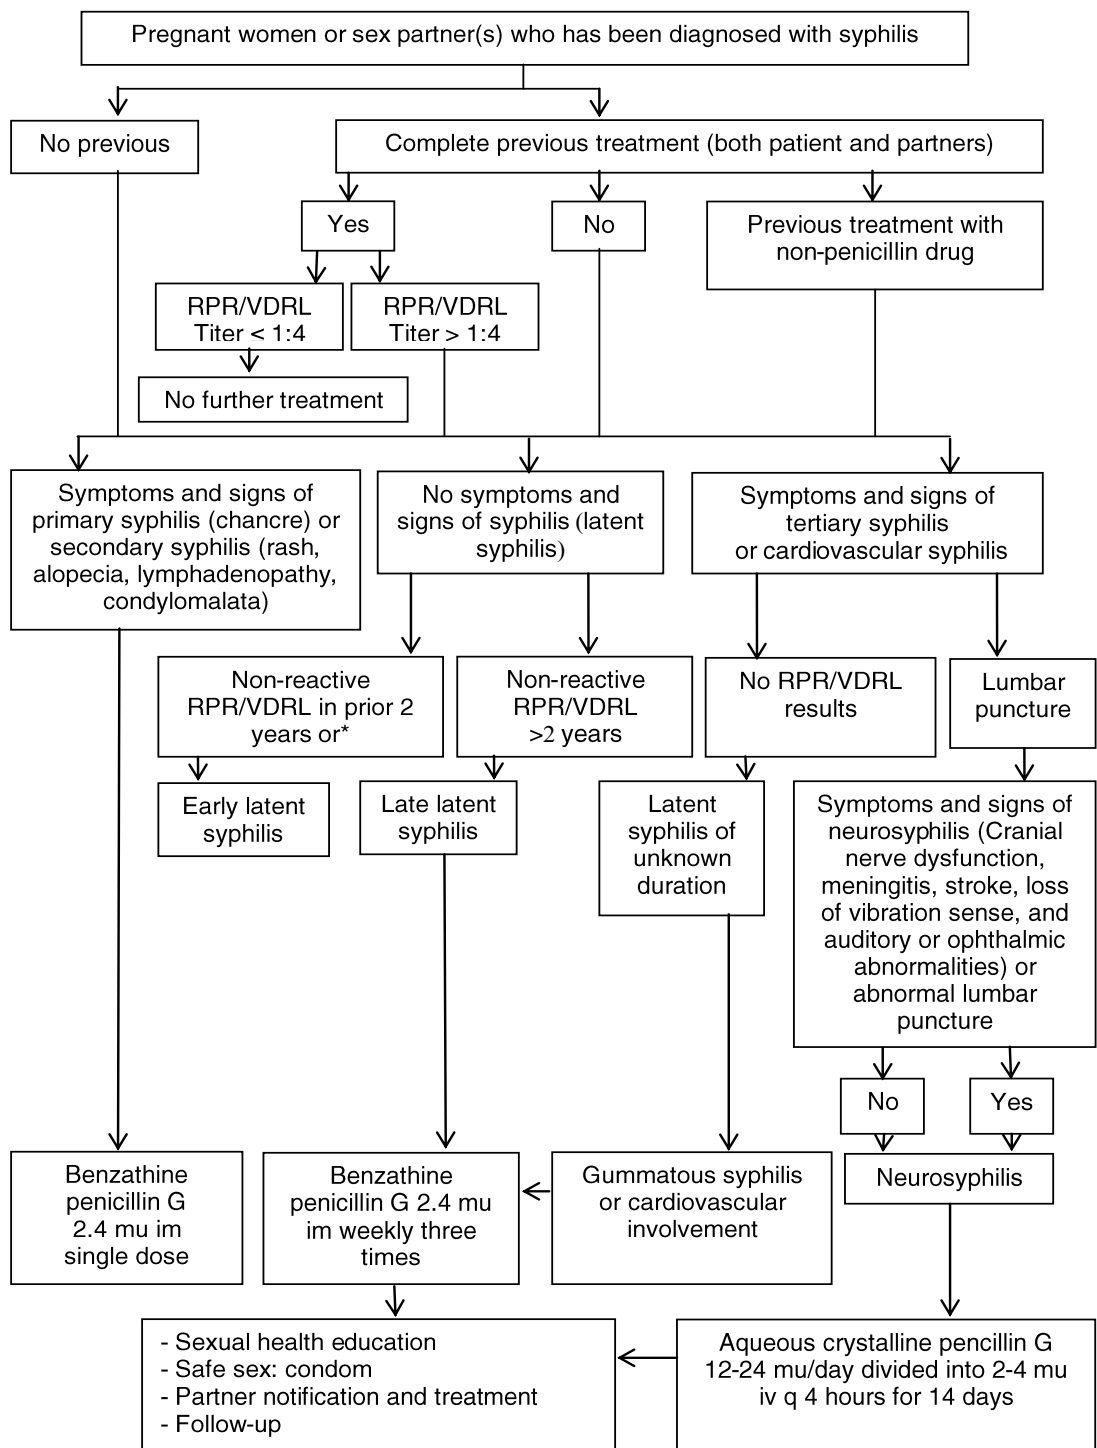 Pregnant women or sex partner(s) who has been diagnosed with syphilis
No previous
Complete previous treatment (both patient and partners)
Yes
No
Previous treatment with
non-penicillin drug
RPR/VDRL
Titer < 1:4
RPR/VDRL
Titer > 1:4
No further treatment
Symptoms and signs of
primary syphilis (chancre) or
secondary syphilis (rash,
alopecia, lymphadenopathy,
condylomalata)
No symptoms and
signs of syphilis (latent
syphilis)
Symptoms and signs of
tertiary syphilis
or cardiovascular syphilis
Non-reactive
RPR/VDRL in prior 2
years or*
Non-reactive
RPR/VDRL
>2 years
No RPR/VDRL
results
Lumbar
puncture
Early latent
syphilis
Late latent
syphilis
Latent
syphilis of
unknown
duration
Symptoms and signs of
neurosyphilis (Cranial
nerve dysfunction,
meningitis, stroke, loss
of vibration sense, and
auditory or ophthalmic
abnormalities) or
abnormal lumbar
puncture
No
Yes
Benzathine
penicillin G
2.4 mu im
single dose
Benzathine
penicillin G 2.4 mu
im weekly three
times
Gummatous syphilis
or cardiovascular
involvement
Neurosyphilis
- Sexual health education
- Safe sex: condom
- Partner notification and treatment
- Follow-up
Aqueous crystalline pencillin G
12-24 mu/day divided into 2-4 mu
iv q 4 hours for 14 days